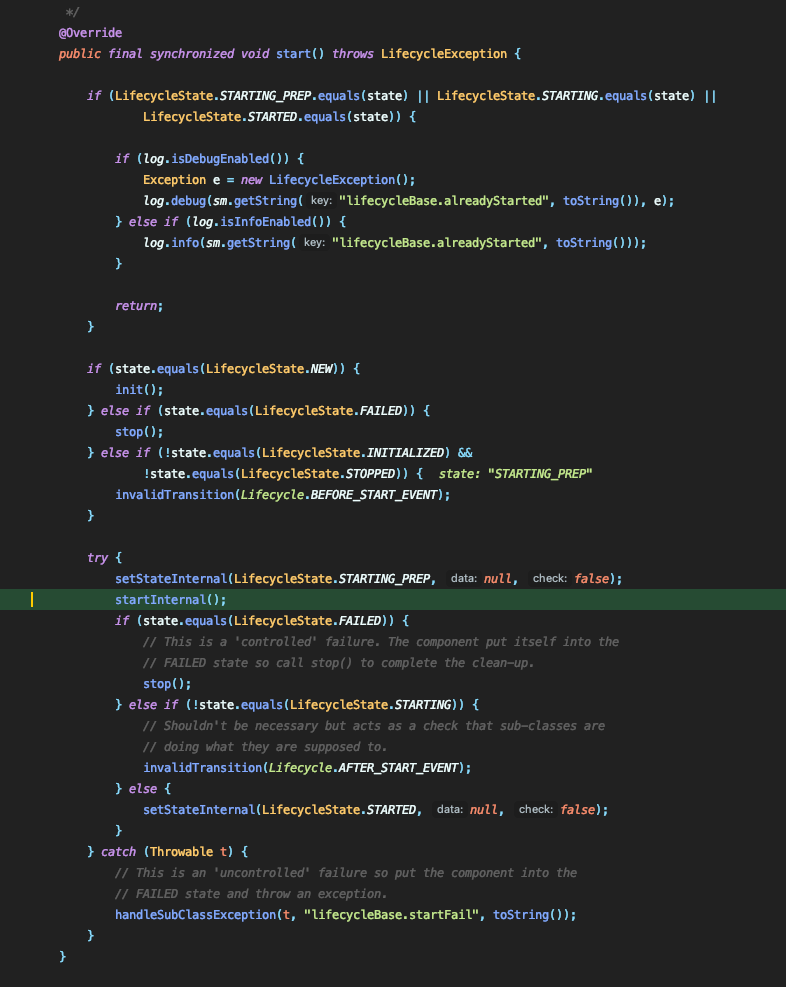 */
@Override
public final synchronized void start() throws LifecycleException {
if (LifecycleState.STARTING_PREP.equals(state) || LifecycleState.STARTING.equals(state) ||
LifecycleState.STARTED.equals(state)) {
if (log.isDebugEnabled()) {
Exception e = new LifecycleException();
log.debug(sm.getString( key: "lifecycleBase.alreadyStarted", toString()), e);
} else if (log.isInfoEnabled()) {
log.info(sm.getString( key: "lifecycleBase.alreadyStarted", toString()));
}
return;
}
if (state.equals(LifecycleState.NEW)) {
init();
} else if (state.equals(LifecycleState.FAILED)) {
stop();
} else if (!state.equals(LifecycleState.INITIALIZED) &&
!state.equals(LifecycleState.STOPPED)) { state: "STARTING_PREP"
invalidTransition(Lifecycle.BEFORE_START_EVENT);
}
try {
setStateInternal(LifecycleState.STARTING_PREP, data: null, check: false);
startInternal();
if (state.equals(LifecycleState.FAILED)) {
// This is a 'controlled' failure. The component put itself into the
// FAILED state so call stop() to complete the clean-up.
stop();
} else if (!state.equals(LifecycleState.STARTING)) {
// Shouldn't be necessary but acts as a check that sub-classes are
// doing what they are supposed to.
invalidTransition(Lifecycle.AFTER_START_EVENT);
} else {
setStateInternal(LifecycleState.STARTED, data: null, check: false);
}
} catch (Throwable t) {
// This is an 'uncontrolled' failure so put the component into the
// FAILED state and throw an exception.
handleSubClassException(t, "lifecycleBase.startFail", toString());
}
}